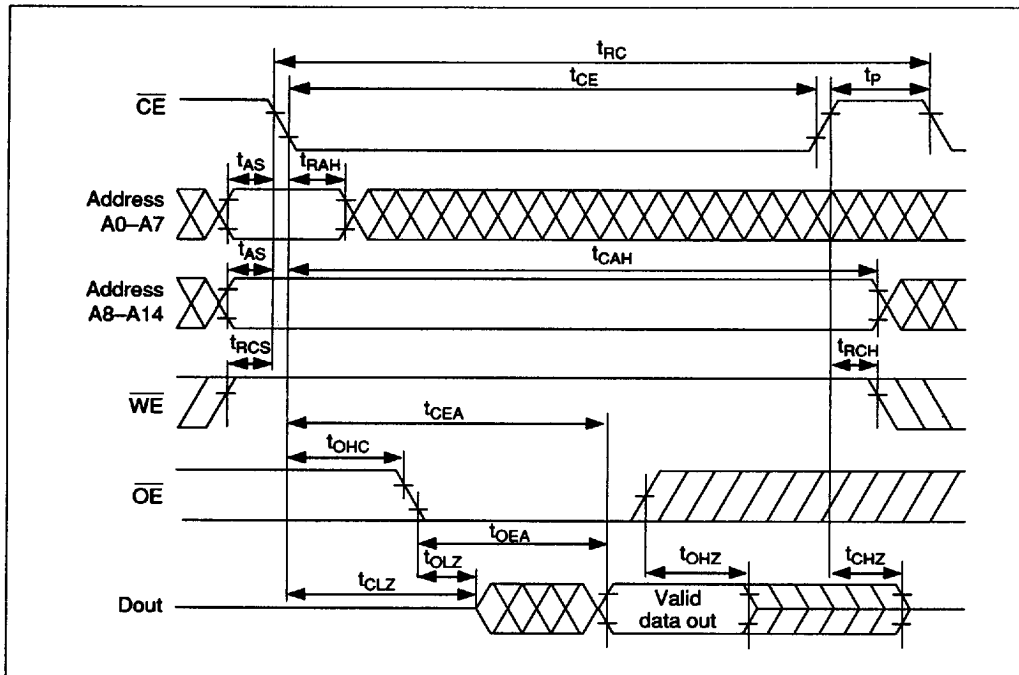 tRC
tCE
tP
CE
tAS
tRAH
Address
A0–A7
tAS
tCAH
Address
A8–A14
tRCS
tRCH
WE
tCEA
tOHC
OE
tOEA
tOLZ
tOHZ
tCHZ
tCLZ
Dout
Valid
data out